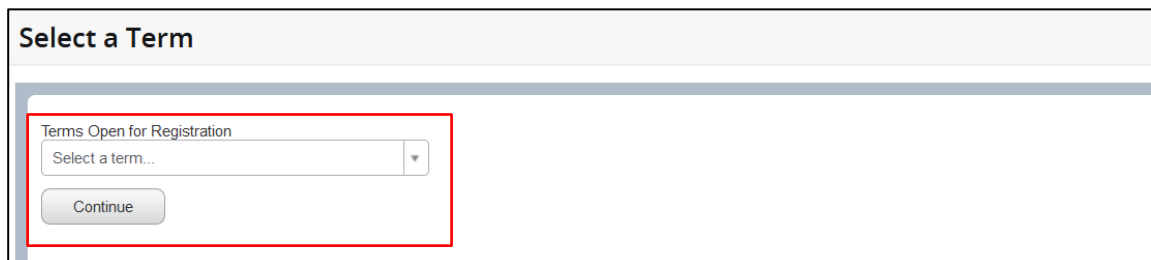 Select a Term
Terms Open for Registration
Select a term...
Continue